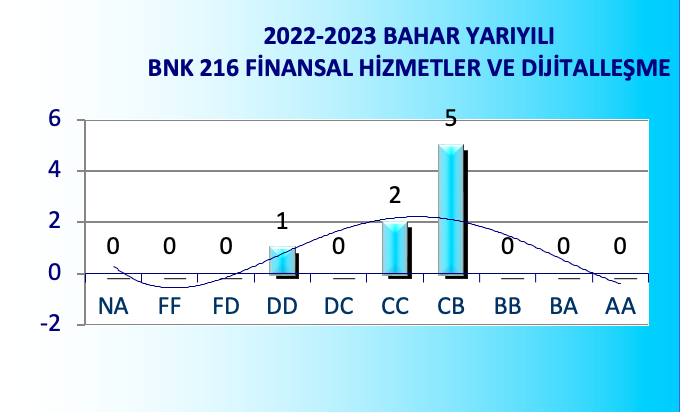 2022-2023 BAHAR YARIYILI
BNK 216 FİNANSAL HİZMETLER VE DİJİTALLEŞME
6
5
4
2
2
1
0 0 0 0 0 0 0
0
NA FF FD DD DC CC CB BB BA AA
-2